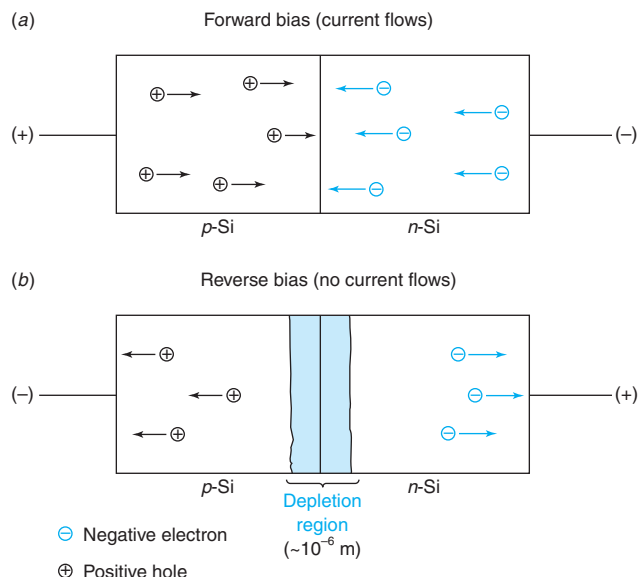 (a) Forward bias (current flows)
(+)
(–)
p-Si
n-Si
(b) Reverse bias (no current flows)
(–)
(+)
p-Si
n-Si
Depletion
region
(~10⁻⁶ m)
⊖ Negative electron
⊕ Positive hole